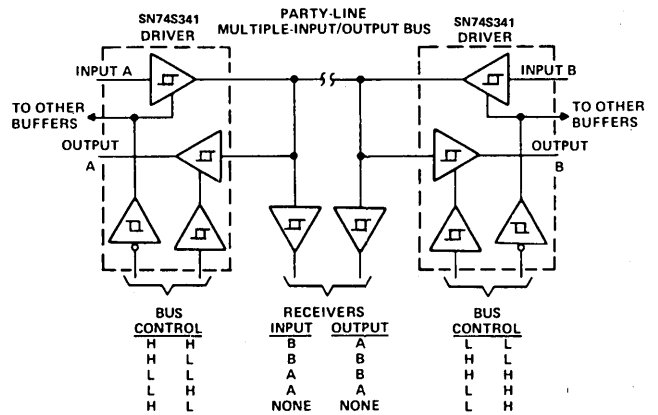 PARTY-LINE
MULTIPLE-INPUT/OUTPUT BUS
SN74S341
DRIVER
SN74S341
DRIVER
INPUT A
INPUT B
TO OTHER
BUFFERS
TO OTHER
BUFFERS
OUTPUT
A
OUTPUT
B
BUS
CONTROL
RECEIVERS
INPUT OUTPUT
BUS
CONTROL
H H B A L L
H L B B H L
L L A B H H
L H A A L H
H L NONE NONE H L